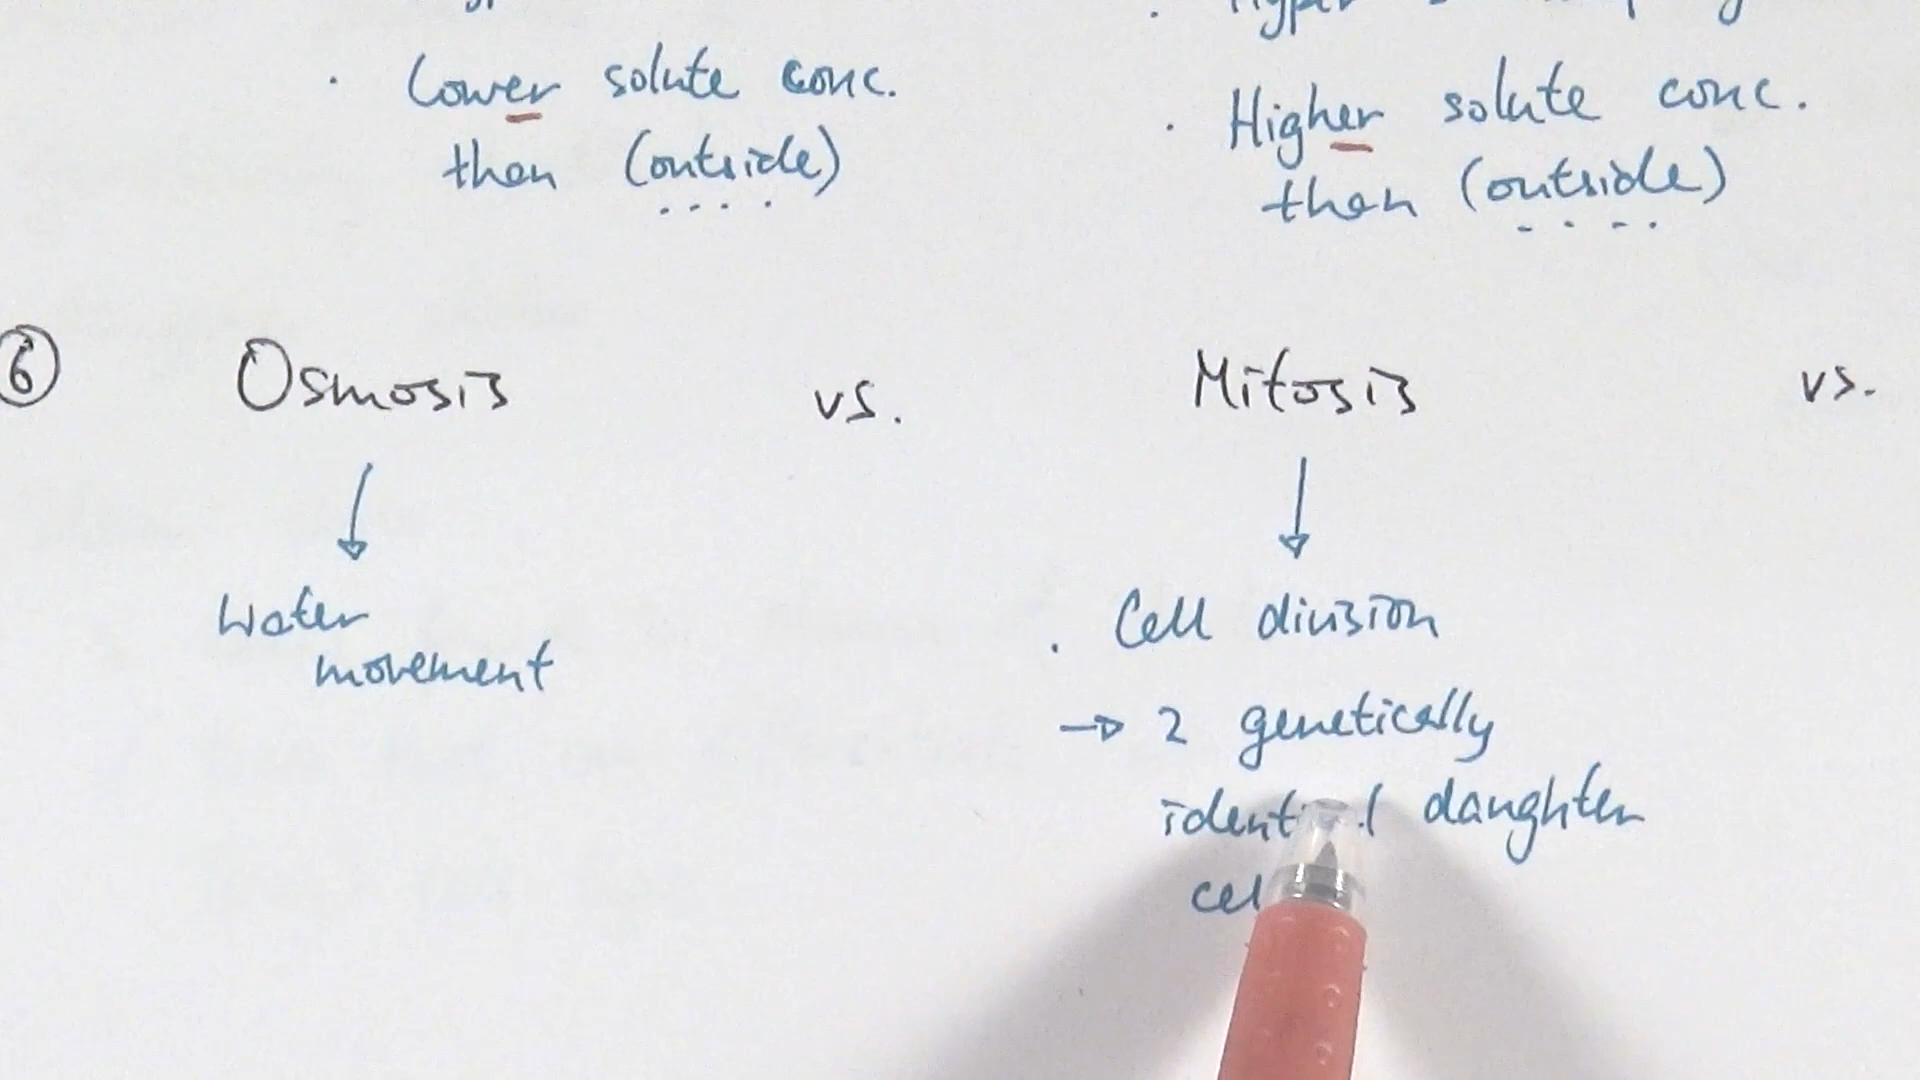 · Lower solute conc.
then (outside)
· Higher solute conc.
then (outside)
⑥ Osmosis vs. Mitosis vs.
↓
Water
movement
↓
· Cell division
→ 2 genetically
identical daughter